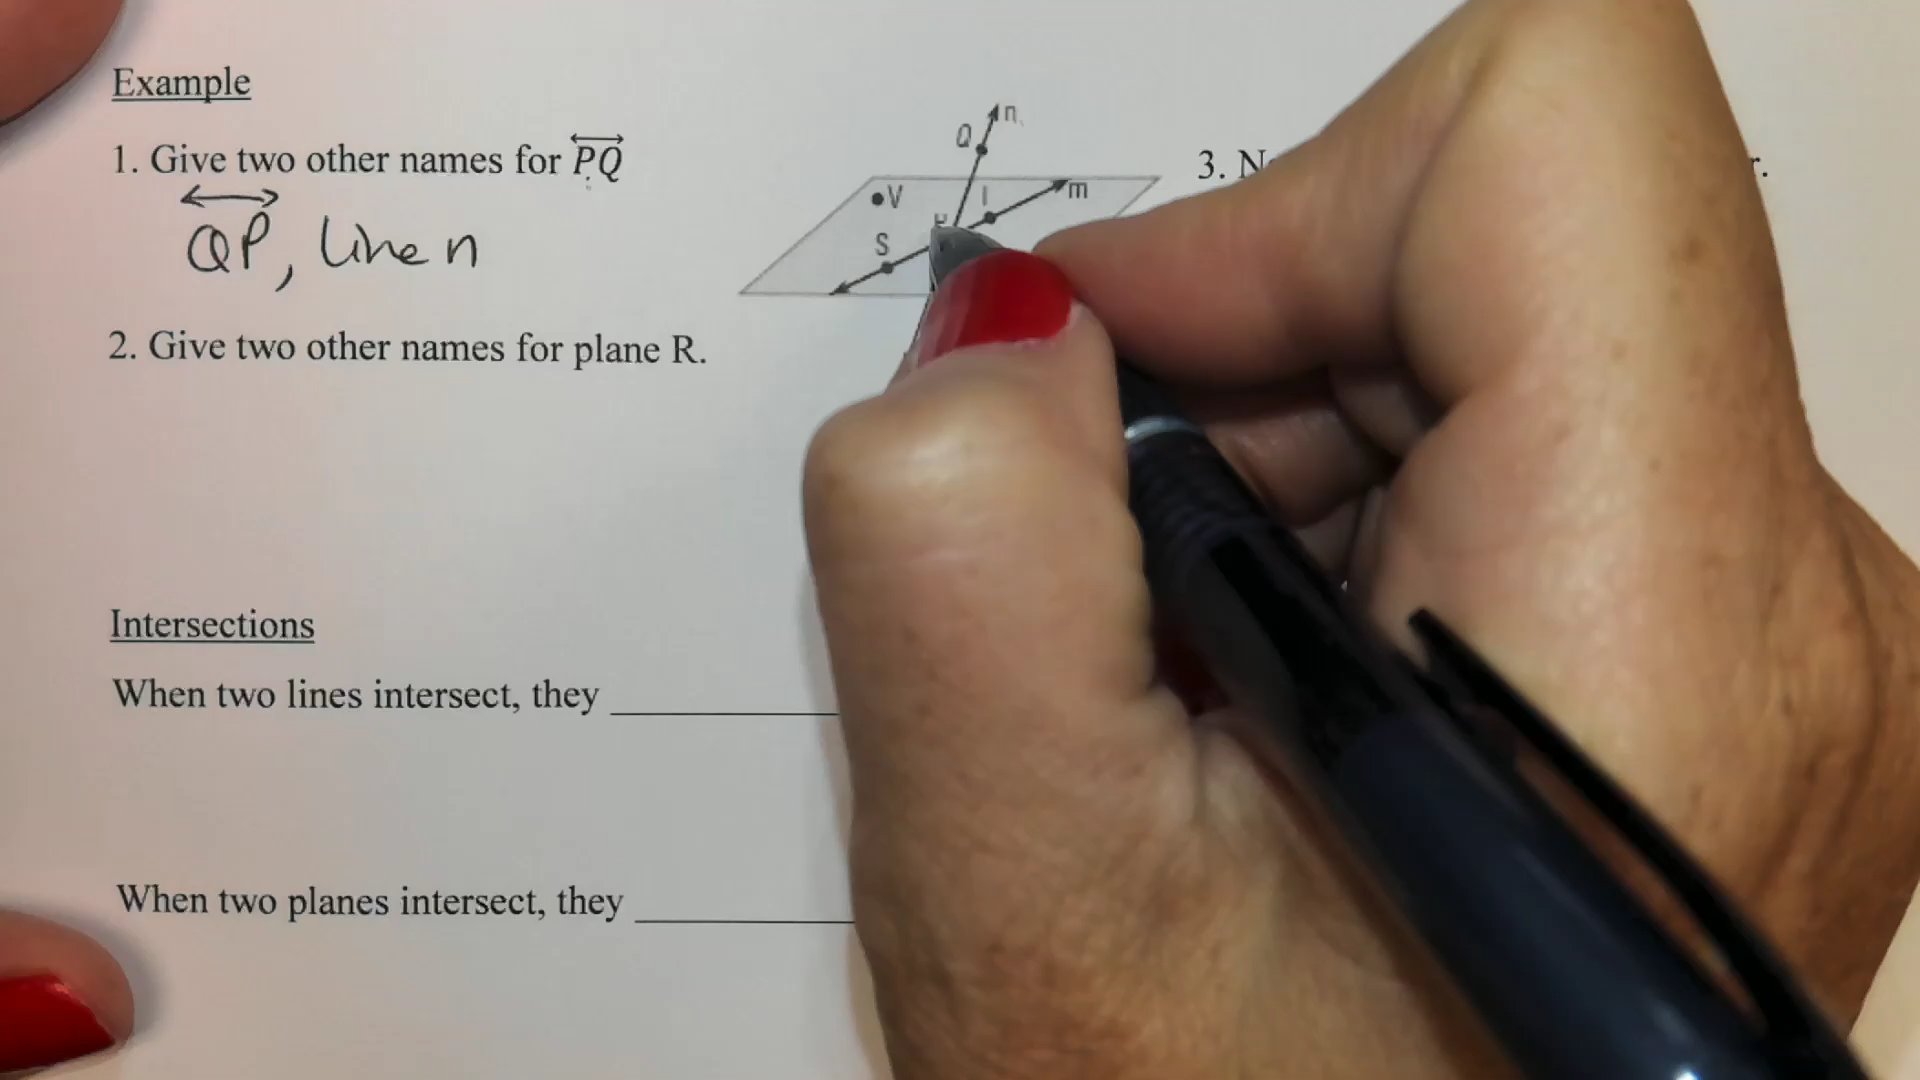 Example
1. Give two other names for PQ
QP, line n
2. Give two other names for plane R.
n
Q
V
m
S
3.
Intersections
When two lines intersect, they
When two planes intersect, they